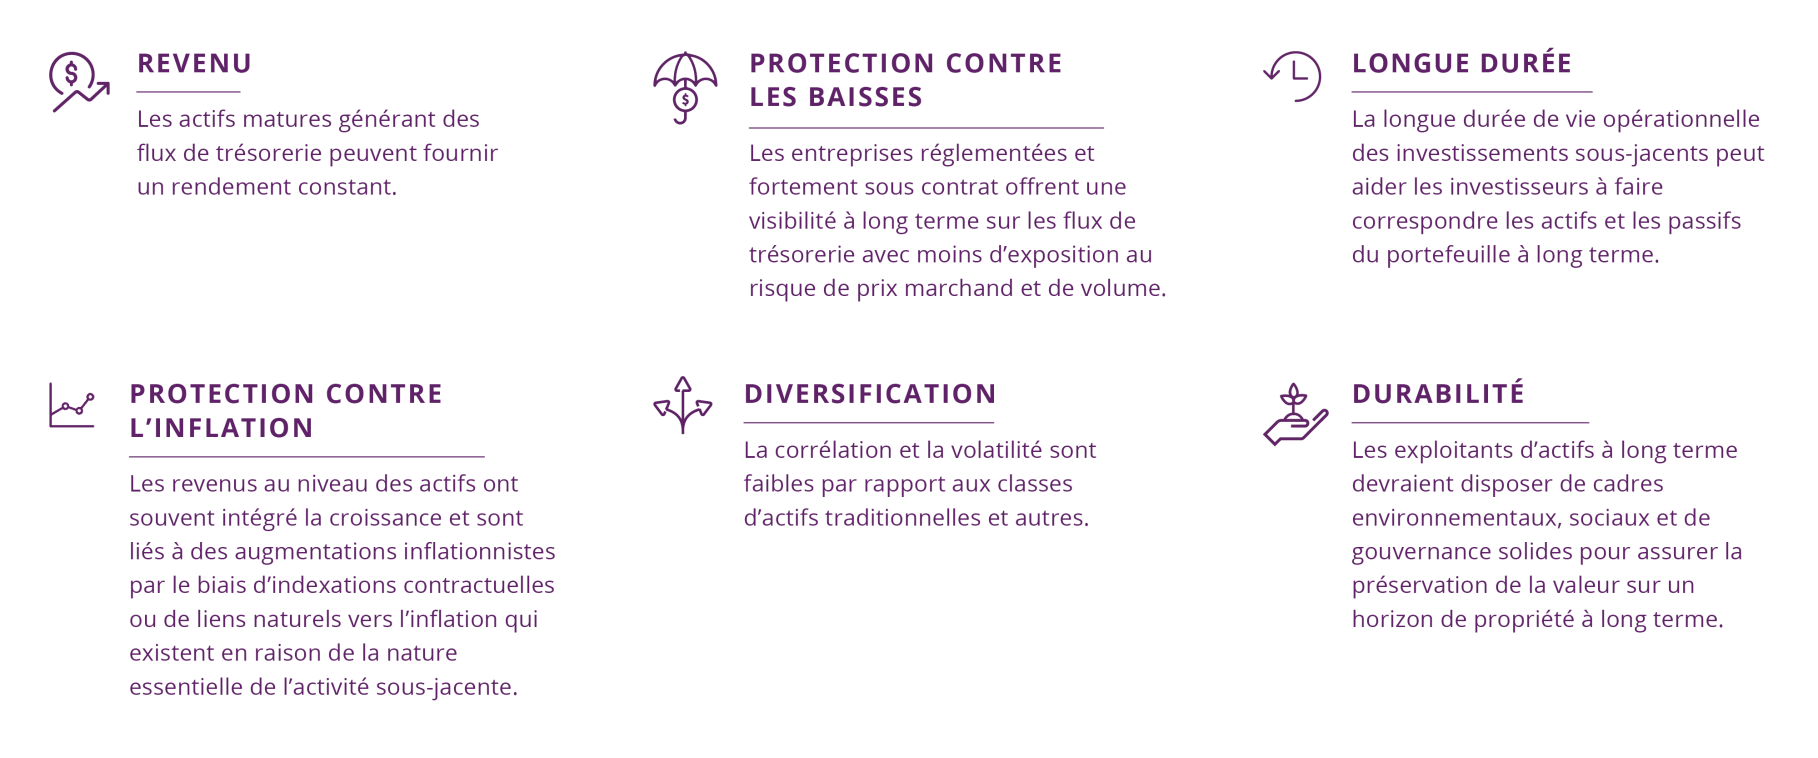 REVENU
Les actifs matures générant des
flux de trésorerie peuvent fournir
un rendement constant.
PROTECTION CONTRE
LES BAISSES
Les entreprises réglementées et
fortement sous contrat offrent une
visibilité à long terme sur les flux de
trésorerie avec moins d’exposition au
risque de prix marchand et de volume.
LONGUE DURÉE
La longue durée de vie opérationnelle
des investissements sous-jacents peut
aider les investisseurs à faire
correspondre les actifs et les passifs
du portefeuille à long terme.
PROTECTION CONTRE
L’INFLATION
Les revenus au niveau des actifs ont
souvent intégré la croissance et sont
liés à des augmentations inflationnistes
par le biais d’indexations contractuelles
ou de liens naturels vers l’inflation qui
existent en raison de la nature
essentielle de l’activité sous-jacente.
DIVERSIFICATION
La corrélation et la volatilité sont
faibles par rapport aux classes
d’actifs traditionnelles et autres.
DURABILITÉ
Les exploitants d’actifs à long terme
devraient disposer de cadres
environnementaux, sociaux et de
gouvernance solides pour assurer la
préservation de la valeur sur un
horizon de propriété à long terme.